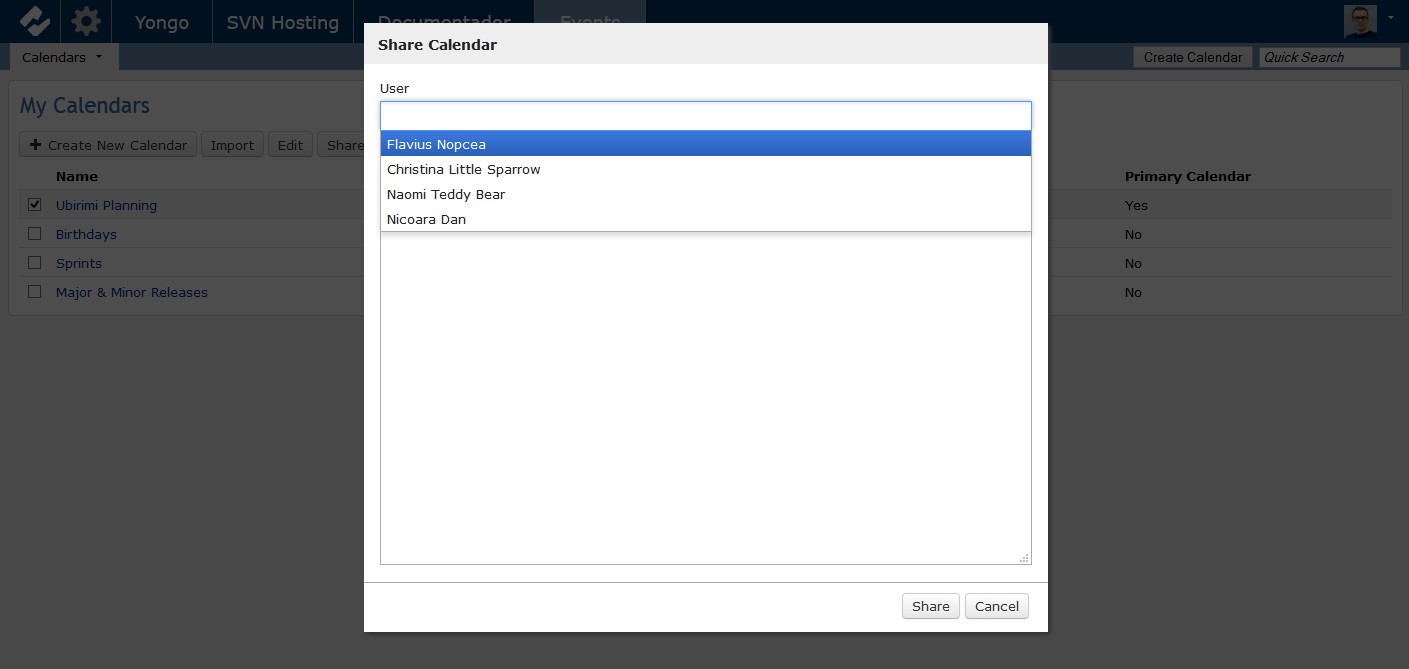 Yongo
SVN Hosting
Documentador
Events
Calendars
Create Calendar
Quick Search
Share Calendar
User
Flavius Nopcea
Christina Little Sparrow
Naomi Teddy Bear
Nicoara Dan
Share
Cancel
My Calendars
Create New Calendar
Import
Edit
Share
Name
Primary Calendar
Ubirimi Planning
Yes
Birthdays
No
Sprints
No
Major & Minor Releases
No